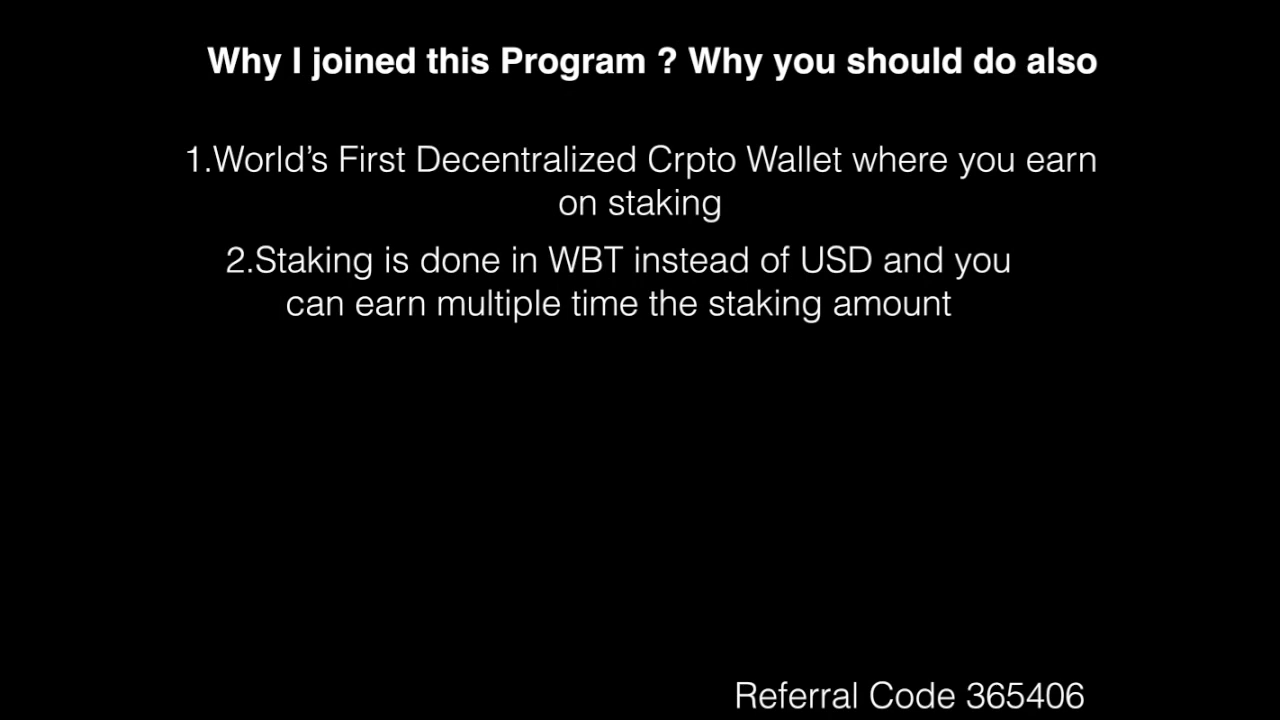 Why I joined this Program ? Why you should do also
1.World’s First Decentralized Crpto Wallet where you earn
on staking
2.Staking is done in WBT instead of USD and you
can earn multiple time the staking amount
Referral Code 365406